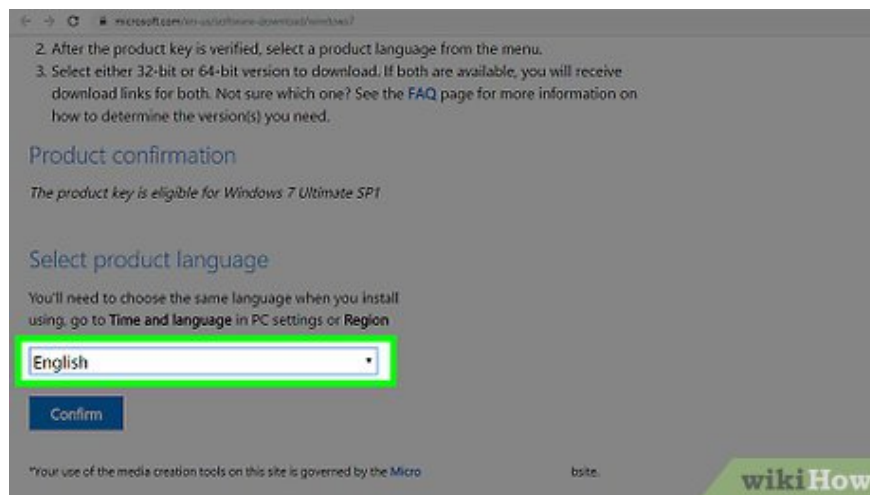 microsoft.com/en-us/software-download/windows7
2. After the product key is verified, select a product language from the menu.
3. Select either 32-bit or 64-bit version to download. If both are available, you will receive
download links for both. Not sure which one? See the FAQ page for more information on
how to determine the version(s) you need.
Product confirmation
The product key is eligible for Windows 7 Ultimate SP1
Select product language
You'll need to choose the same language when you install
using, go to Time and language in PC settings or Region
English
Confirm
*Your use of the media creation tools on this site is governed by the Micro bsite.
wikiHow